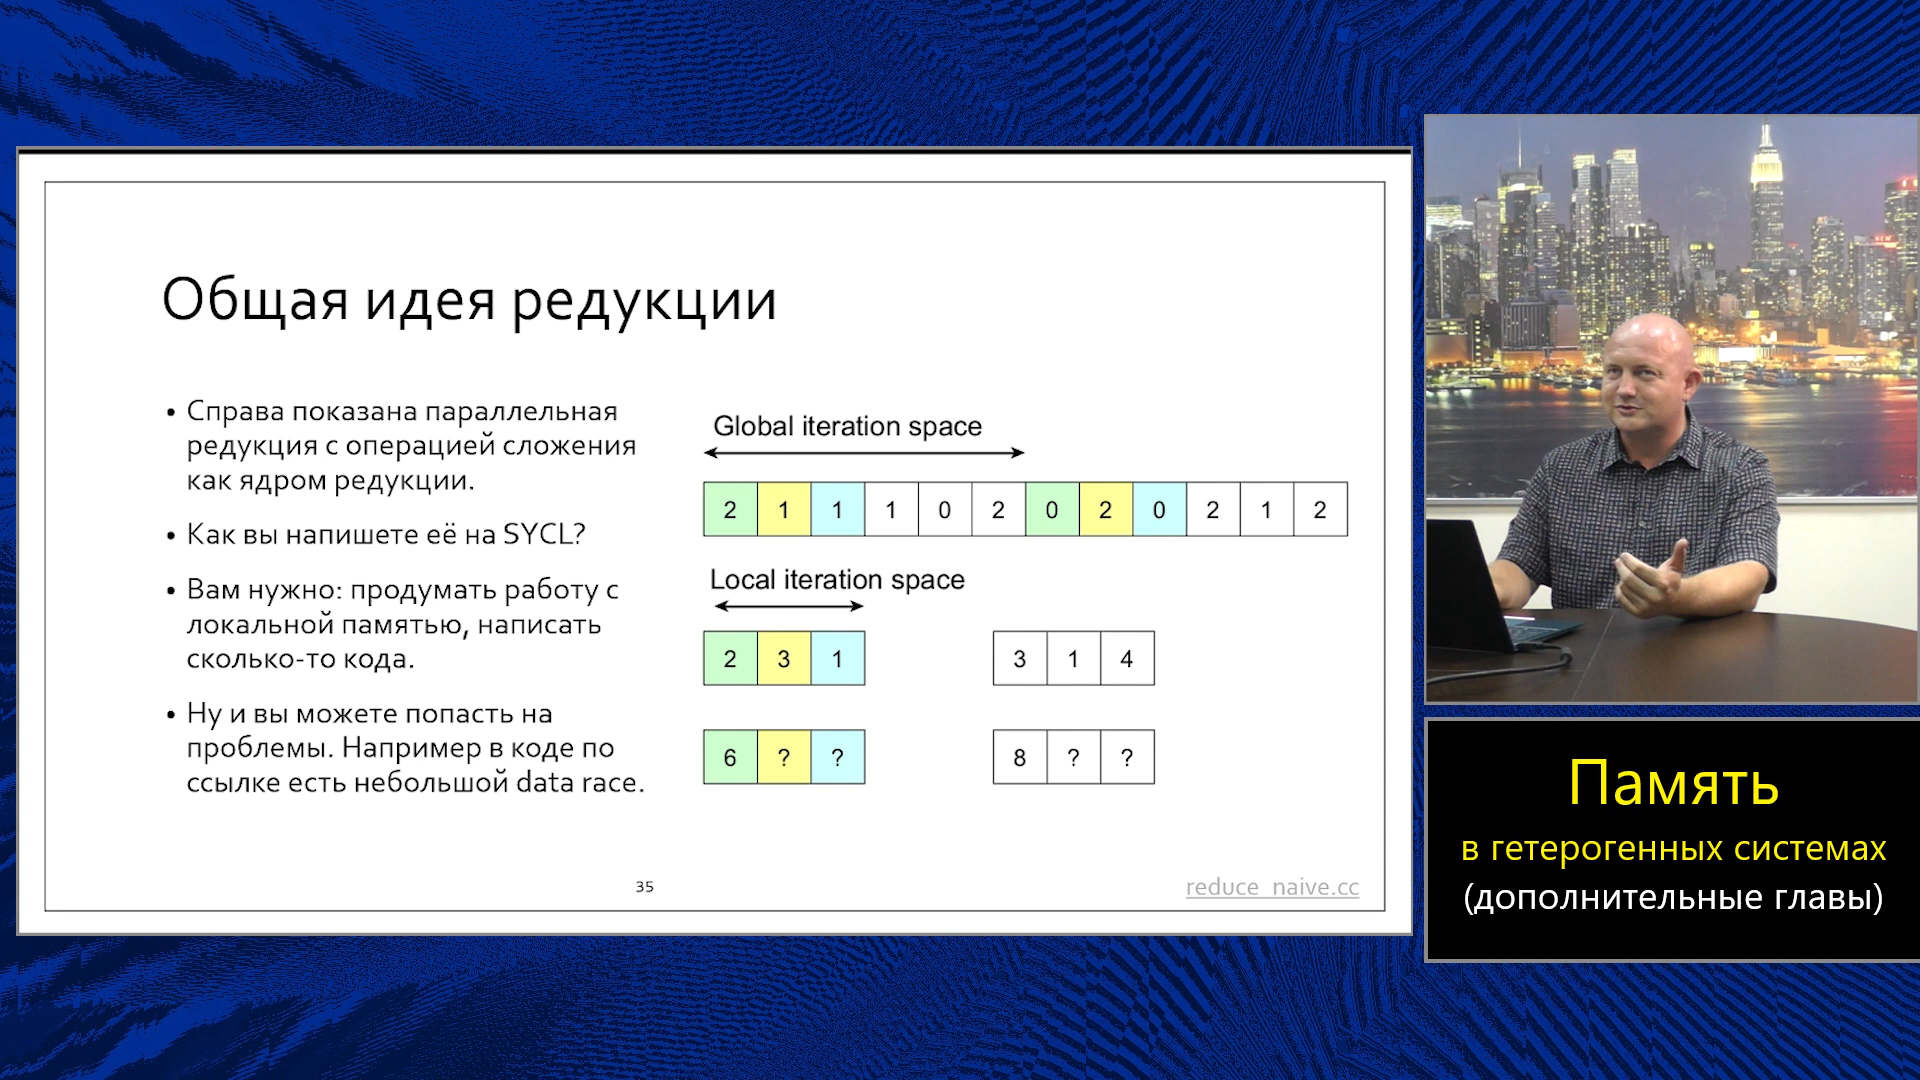 Общая идея редукции
• Справа показана параллельная
редукция с операцией сложения
как ядром редукции.
• Как вы напишете её на SYCL?
• Вам нужно: продумать работу с
локальной памятью, написать
сколько-то кода.
• Ну и вы можете попасть на
проблемы. Например в коде по
ссылке есть небольшой data race.
Global iteration space
2 1 1 1 0 2 0 2 0 2 1 2
Local iteration space
2 3 1 3 1 4
6 ? ? 8 ? ?
35
reduce_naive.cc
Память
в гетерогенных системах
(дополнительные главы)